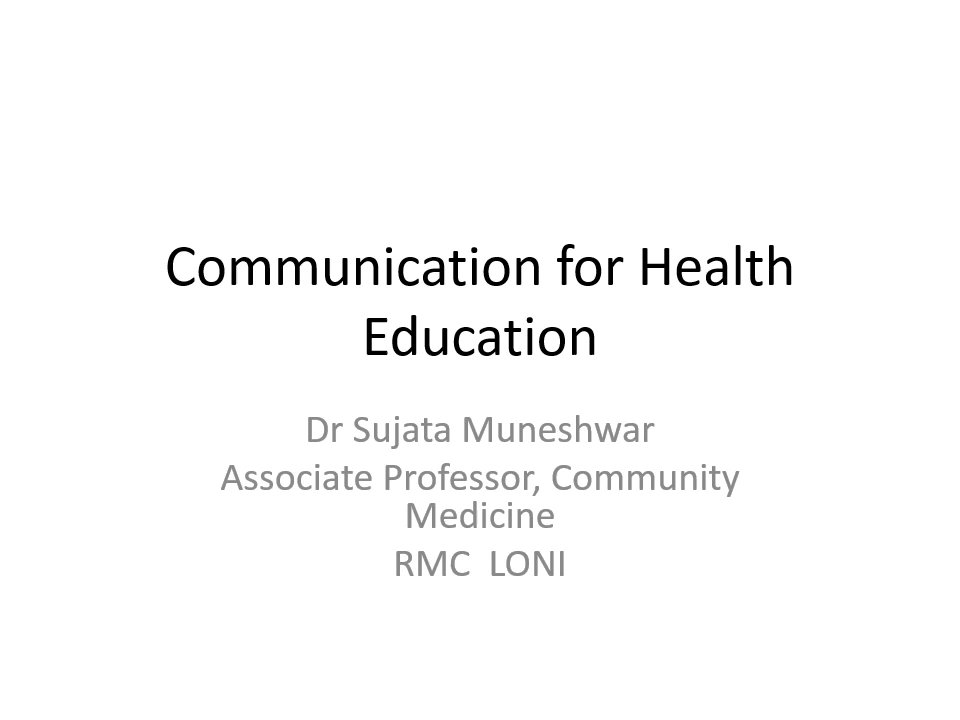 Communication for Health
Education
Dr Sujata Muneshwar
Associate Professor, Community
Medicine
RMC  LONI